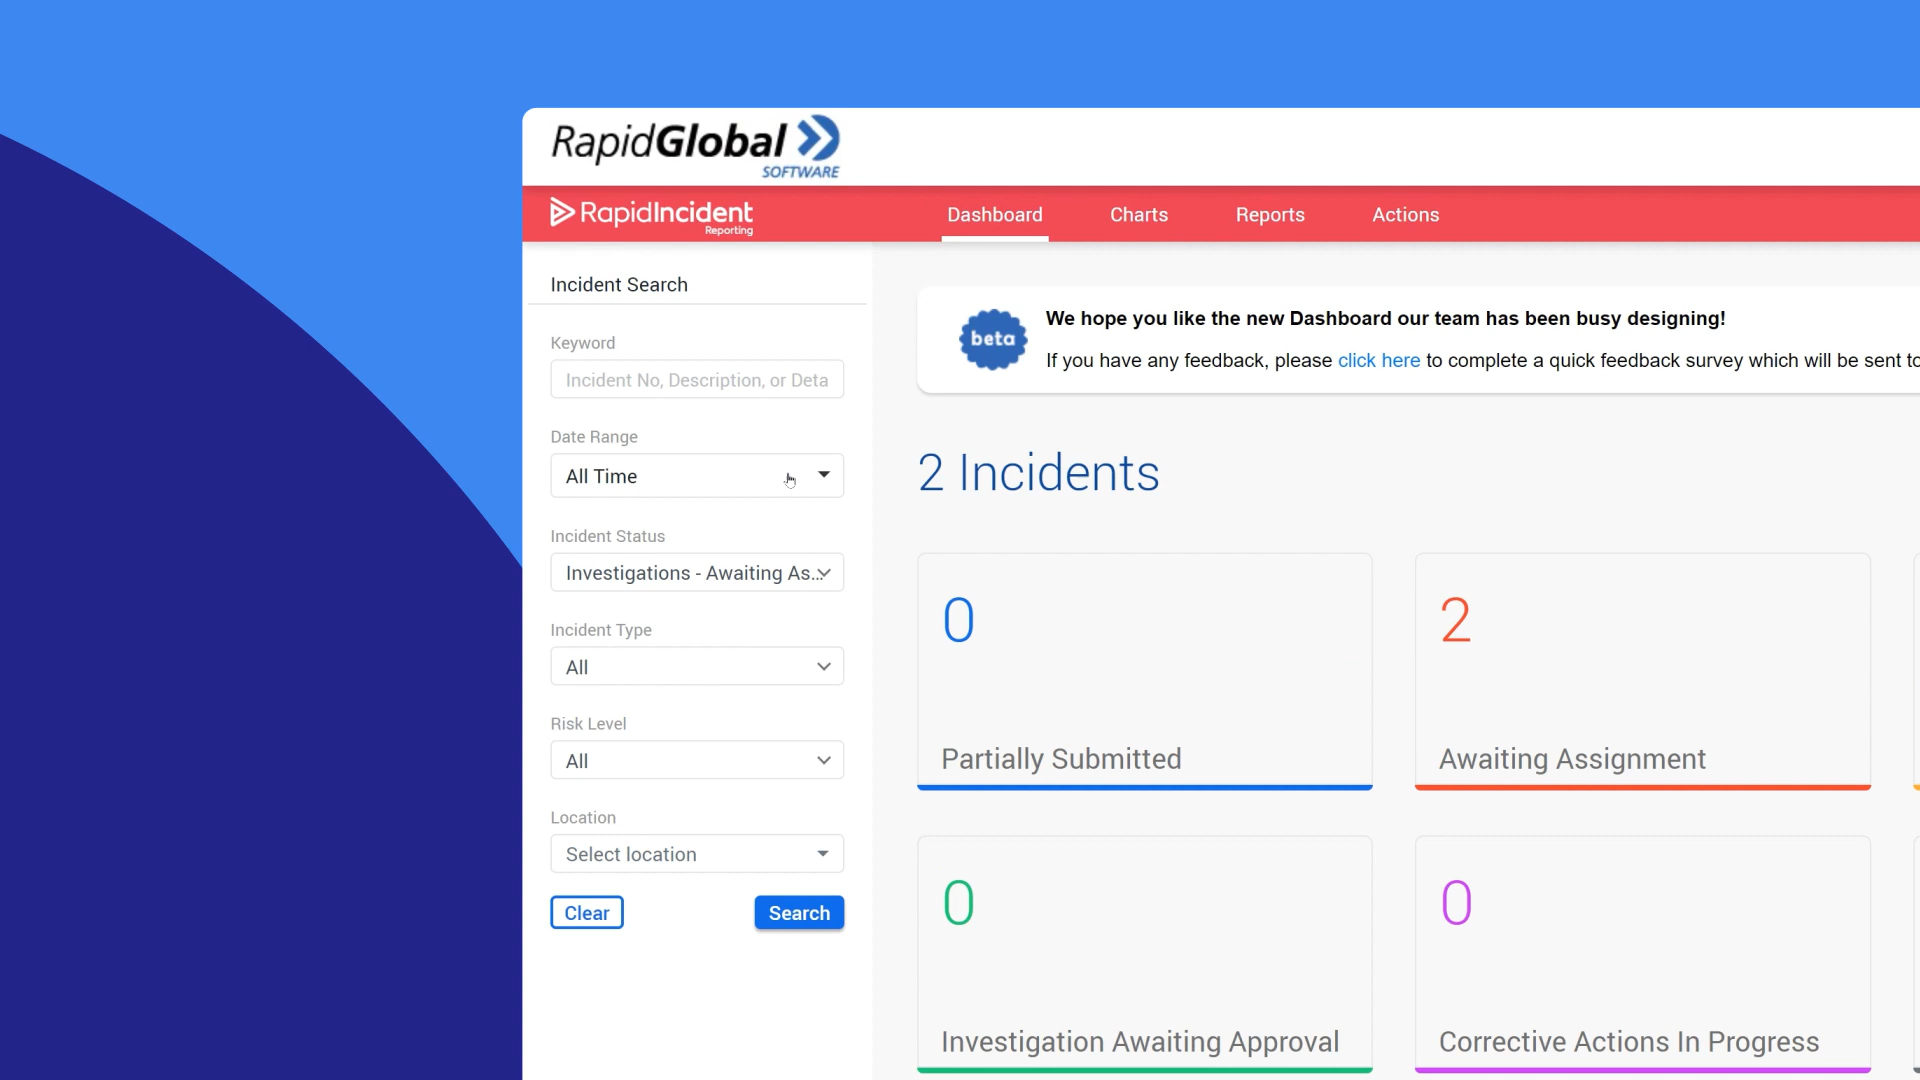 RapidGlobal
SOFTWARE
RapidIncident
Reporting
Dashboard
Charts
Reports
Actions
Incident Search
Keyword
Incident No, Description, or Deta
Date Range
All Time
Incident Status
Investigations - Awaiting As...
Incident Type
All
Risk Level
All
Location
Select location
Clear
Search
beta
We hope you like the new Dashboard our team has been busy designing!
If you have any feedback, please click here to complete a quick feedback survey which will be sent to
2 Incidents
0
Partially Submitted
2
Awaiting Assignment
0
Investigation Awaiting Approval
0
Corrective Actions In Progress